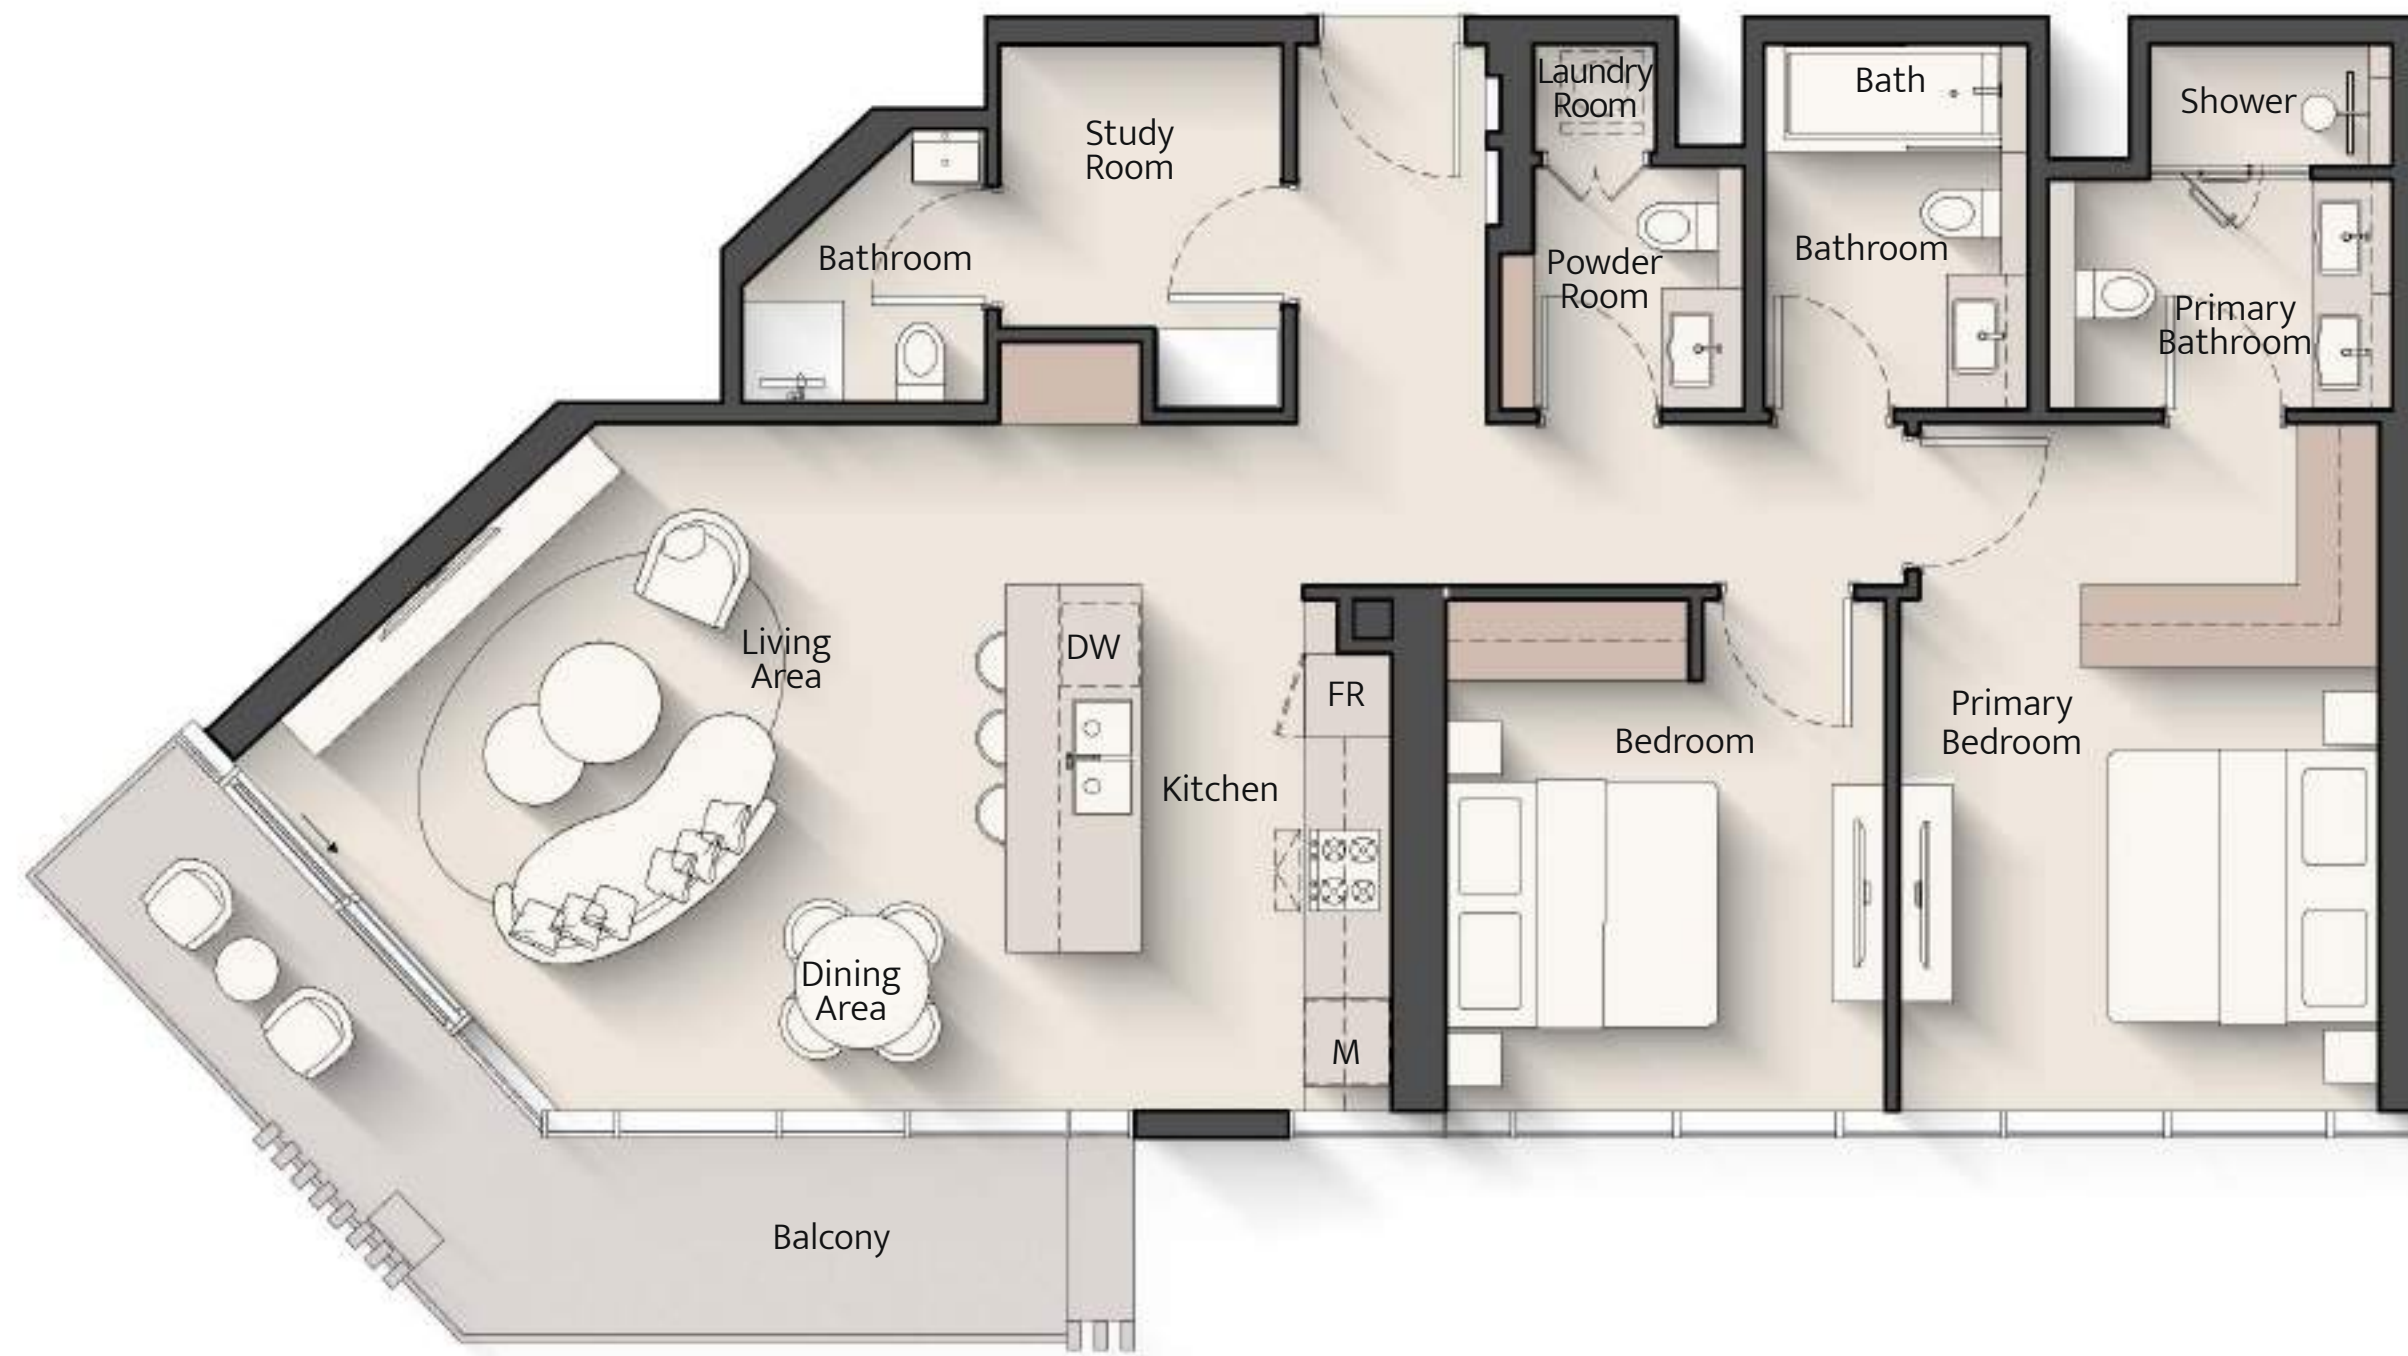 Laundry
Room
Bath
Shower
Study
Room
Bathroom
Powder
Room
Bathroom
Primary
Bathroom
Living
Area
DW
FR
Kitchen
Bedroom
Primary
Bedroom
Dining
Area
M
Balcony